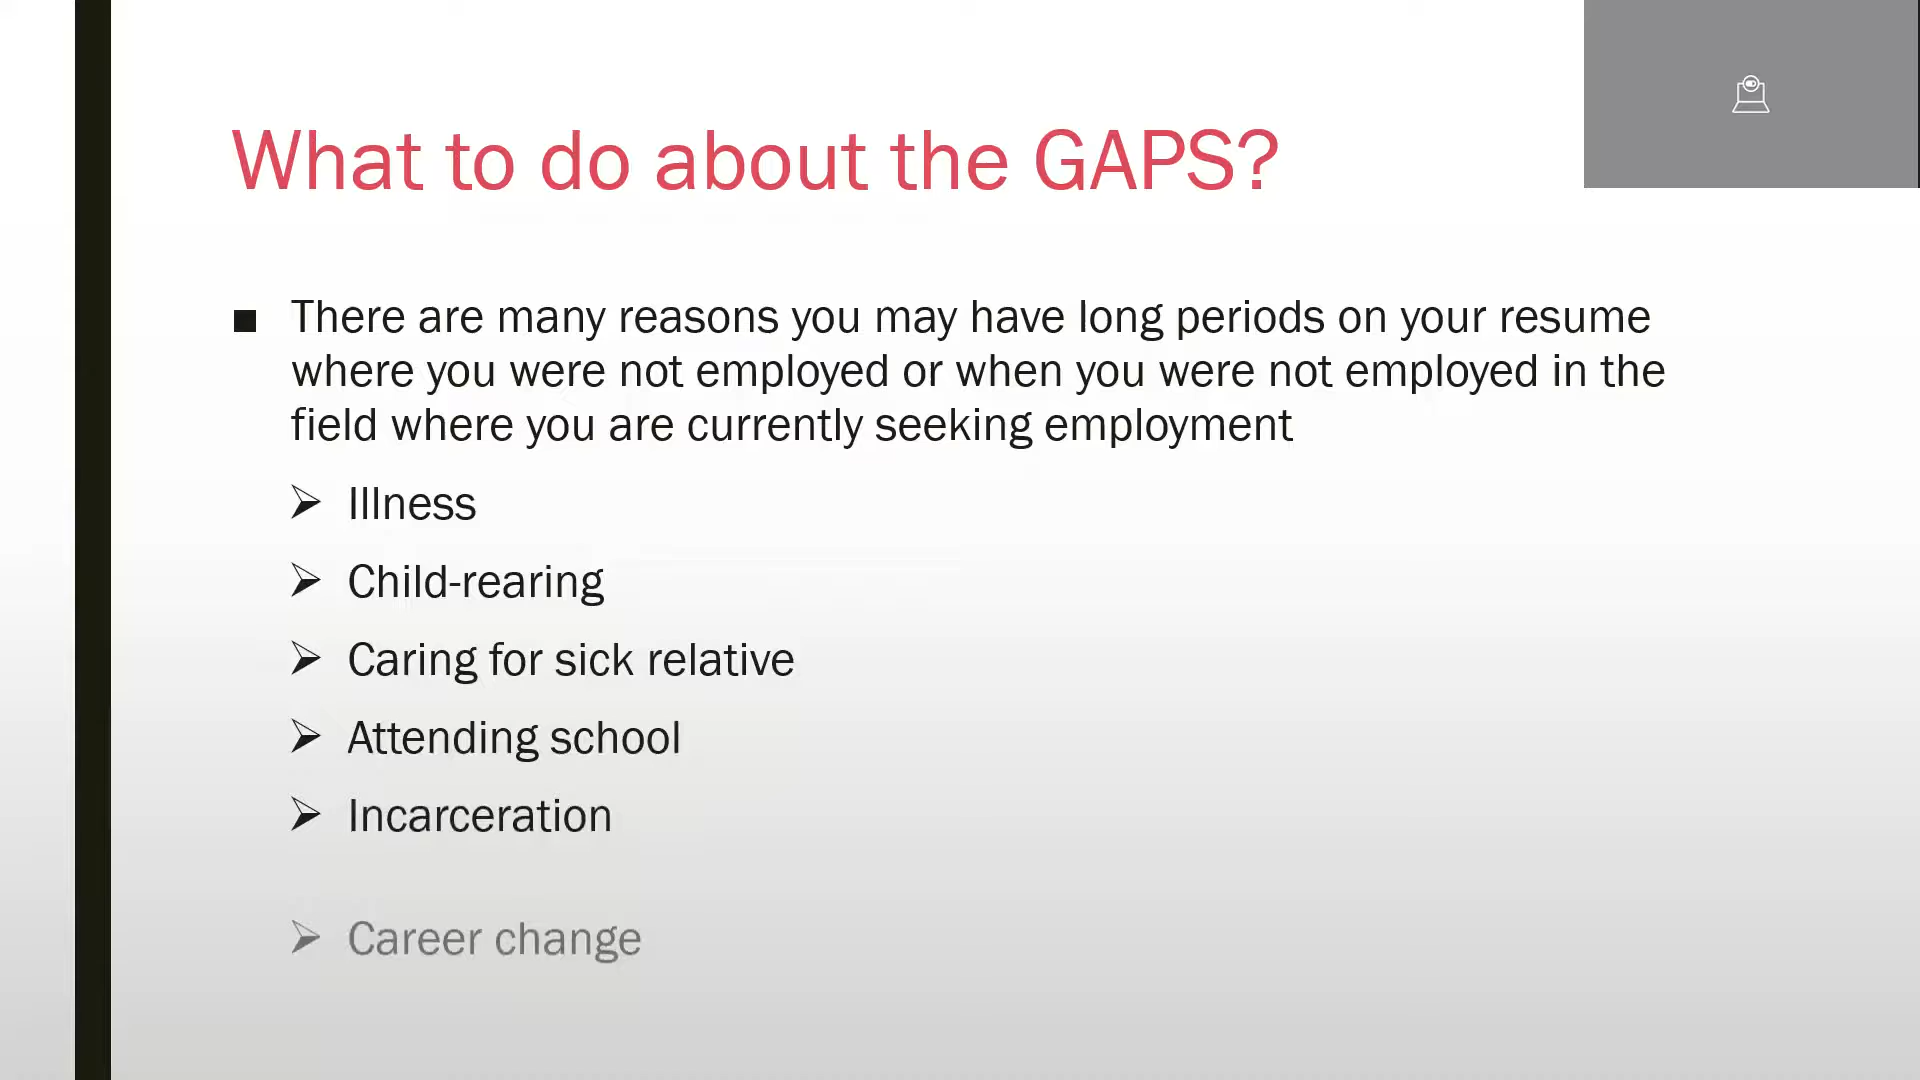 What to do about the GAPS?
There are many reasons you may have long periods on your resume
where you were not employed or when you were not employed in the
field where you are currently seeking employment
Illness
Child-rearing
Caring for sick relative
Attending school
Incarceration
Career change